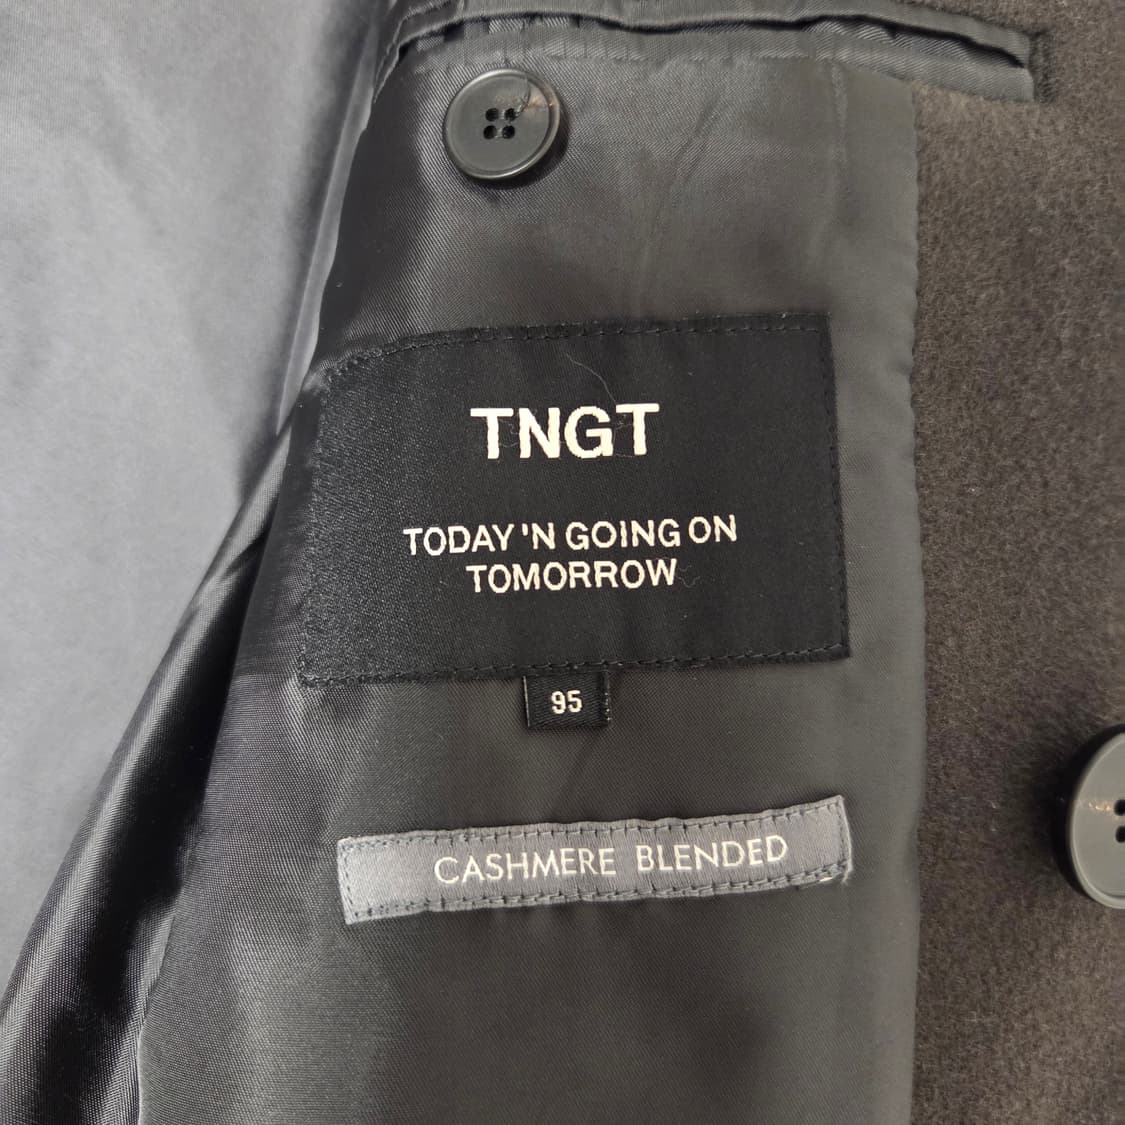 TNGT
TODAY 'N GOING ON
TOMORROW
95
CASHMERE BLENDED